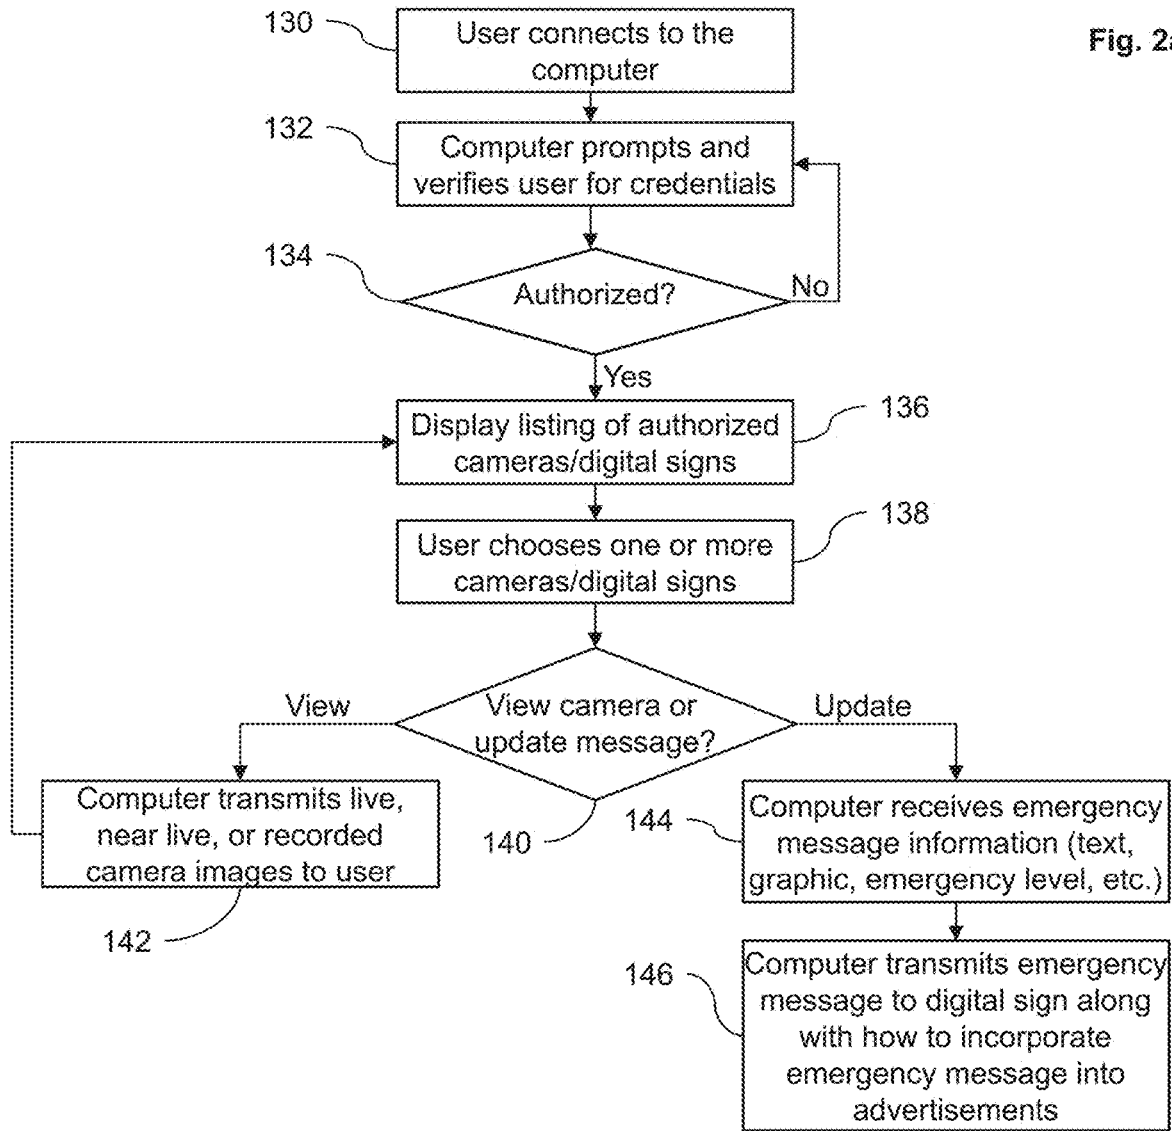 130
User connects to the
computer
Fig. 2a
132
Computer prompts and
verifies user for credentials
134
Authorized?
No
Yes
136
Display listing of authorized
cameras/digital signs
138
User chooses one or more
cameras/digital signs
View
View camera or
update message?
Update
Computer transmits live,
near live, or recorded
camera images to user
140
144
Computer receives emergency
message information (text,
graphic, emergency level, etc.)
142
146
Computer transmits emergency
message to digital sign along
with how to incorporate
emergency message into
advertisements